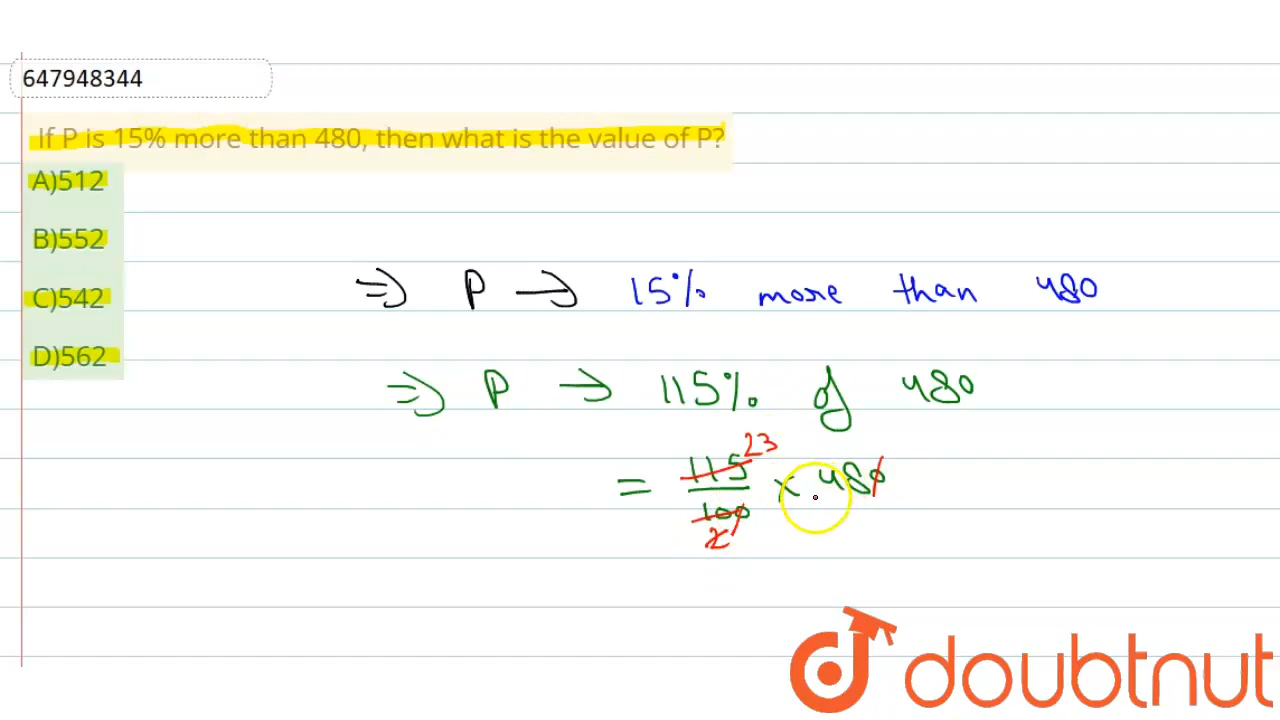 647948344
If P is 15% more than 480, then what is the value of P?
A)512
B)552
C)542
D)562
⇒ P → 15% more than 480
⇒ P → 115% of 480
23
= 115/100 × 480
2
doubtnut